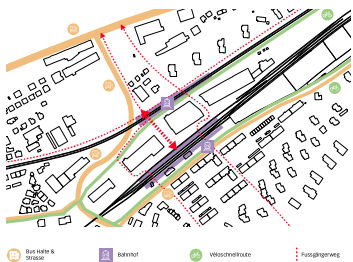 Bus Halte &
Strasse
Bahnhof
Veloschnellroute
Fussgängerweg